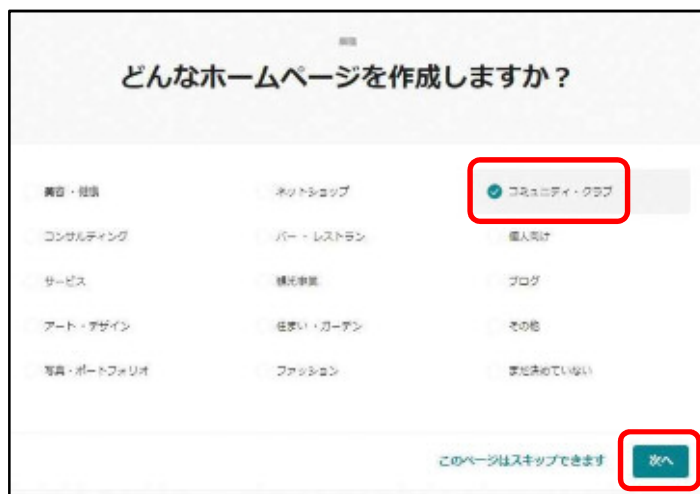 どんなホームページを作成しますか？
美容・健康 ネットショップ コミュニティ・クラブ
コンサルティング バー・レストラン 個人向け
サービス 観光事業 ブログ
アート・デザイン 住まい・ガーデン その他
写真・ポートフォリオ ファッション まだ決めていない
このページはスキップできます 次へ